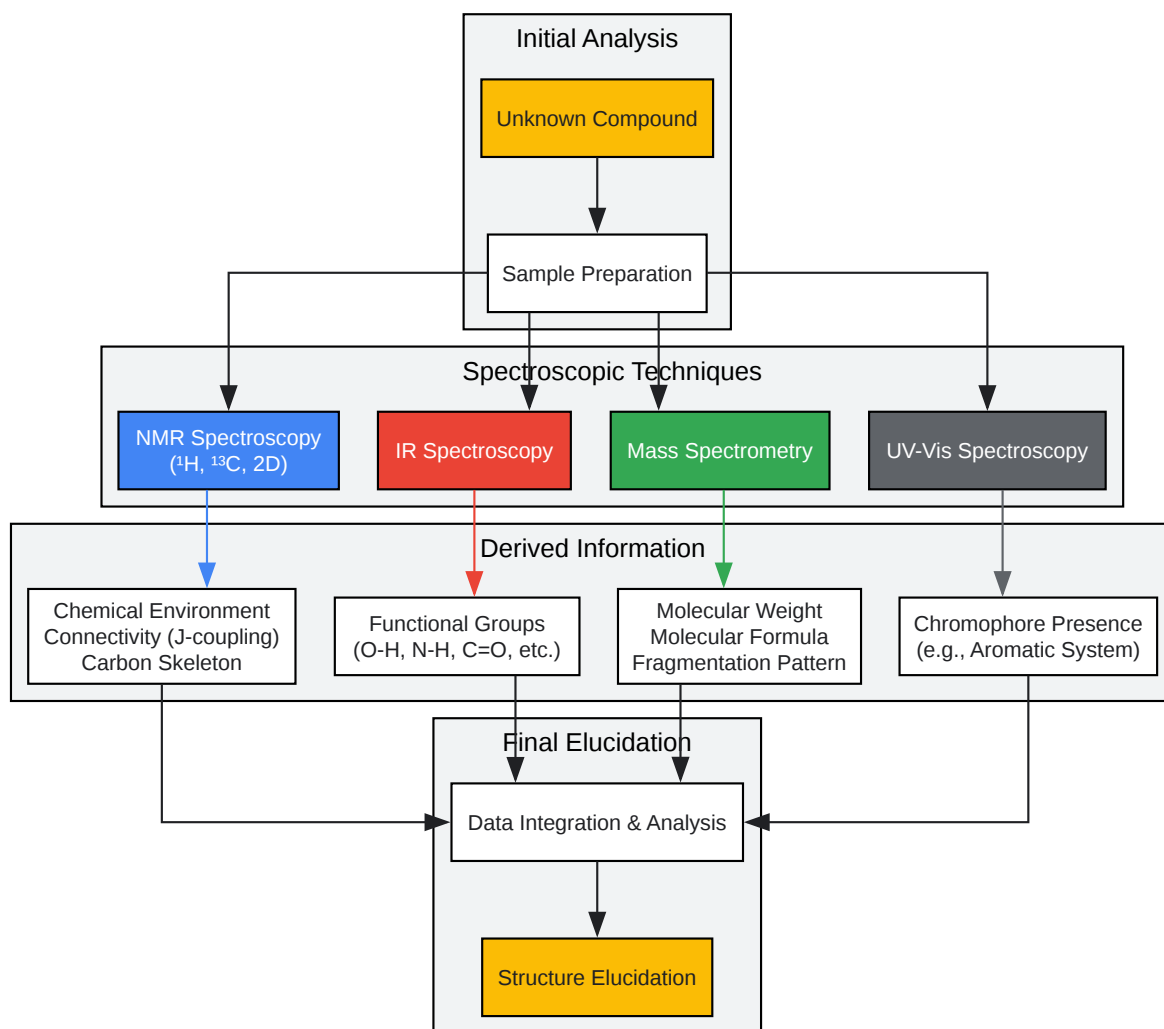 Initial Analysis
Unknown Compound
Sample Preparation
Spectroscopic Techniques
NMR Spectroscopy
(¹H, ¹³C, 2D)
IR Spectroscopy
Mass Spectrometry
UV-Vis Spectroscopy
Derived Information
Chemical Environment
Connectivity (J-coupling)
Carbon Skeleton
Functional Groups
(O-H, N-H, C=O, etc.)
Molecular Weight
Molecular Formula
Fragmentation Pattern
Chromophore Presence
(e.g., Aromatic System)
Final Elucidation
Data Integration & Analysis
Structure Elucidation